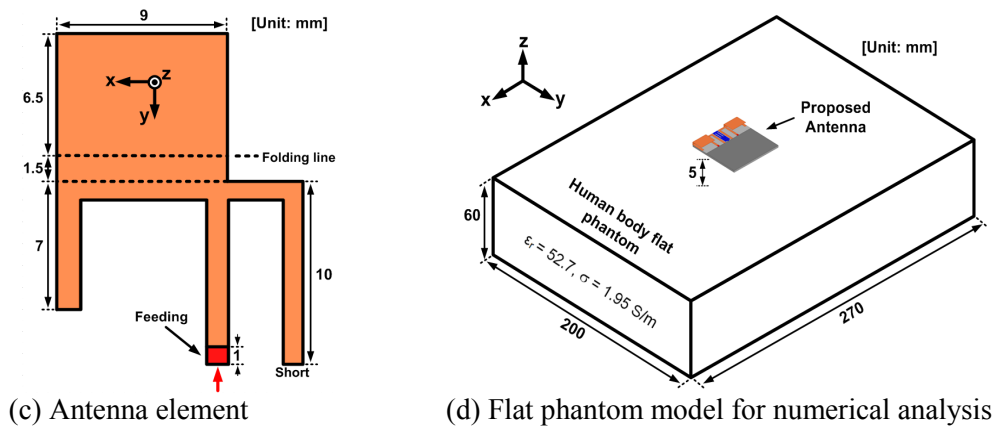 9
[Unit: mm]
6.5
x
z
y
Folding line
1.5
7
10
Feeding
1
Short
(c) Antenna element
z
x
y
[Unit: mm]
Proposed
Antenna
5
60
Human body flat
phantom
εr = 52.7, σ = 1.95 S/m
200
270
(d) Flat phantom model for numerical analysis